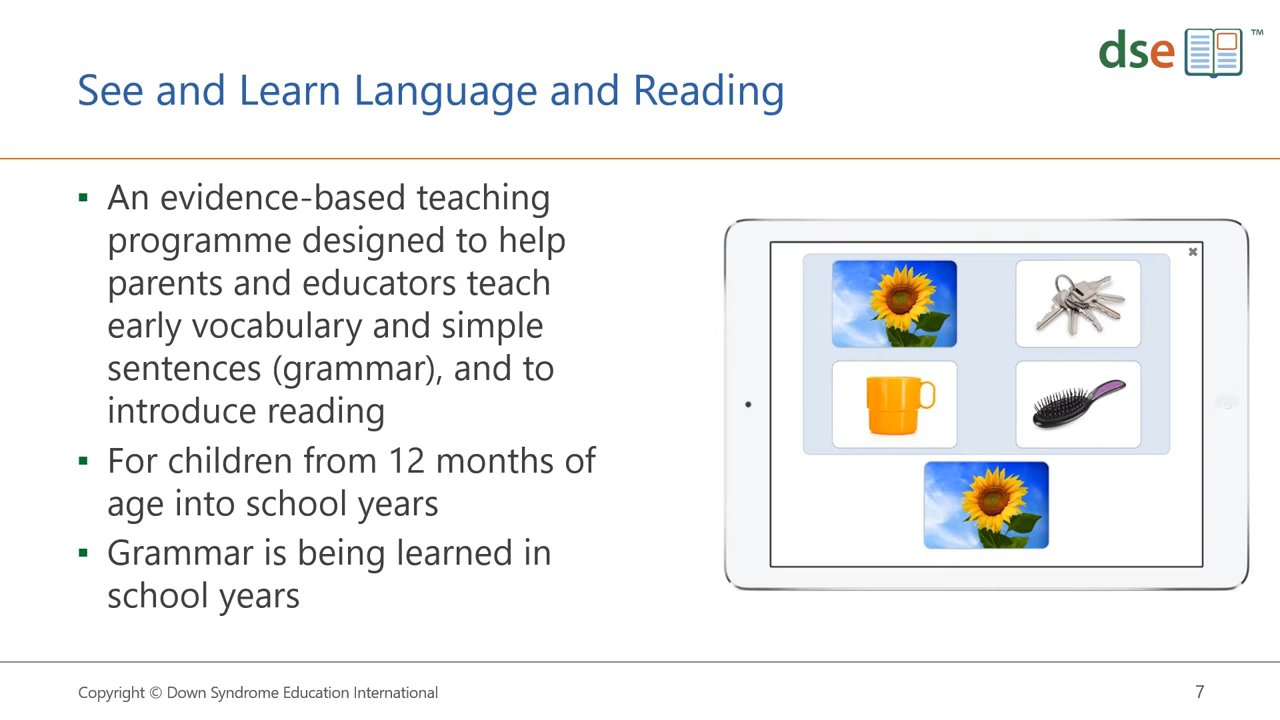 dse ™
See and Learn Language and Reading
▪ An evidence-based teaching
programme designed to help
parents and educators teach
early vocabulary and simple
sentences (grammar), and to
introduce reading
▪ For children from 12 months of
age into school years
▪ Grammar is being learned in
school years
Copyright © Down Syndrome Education International
7